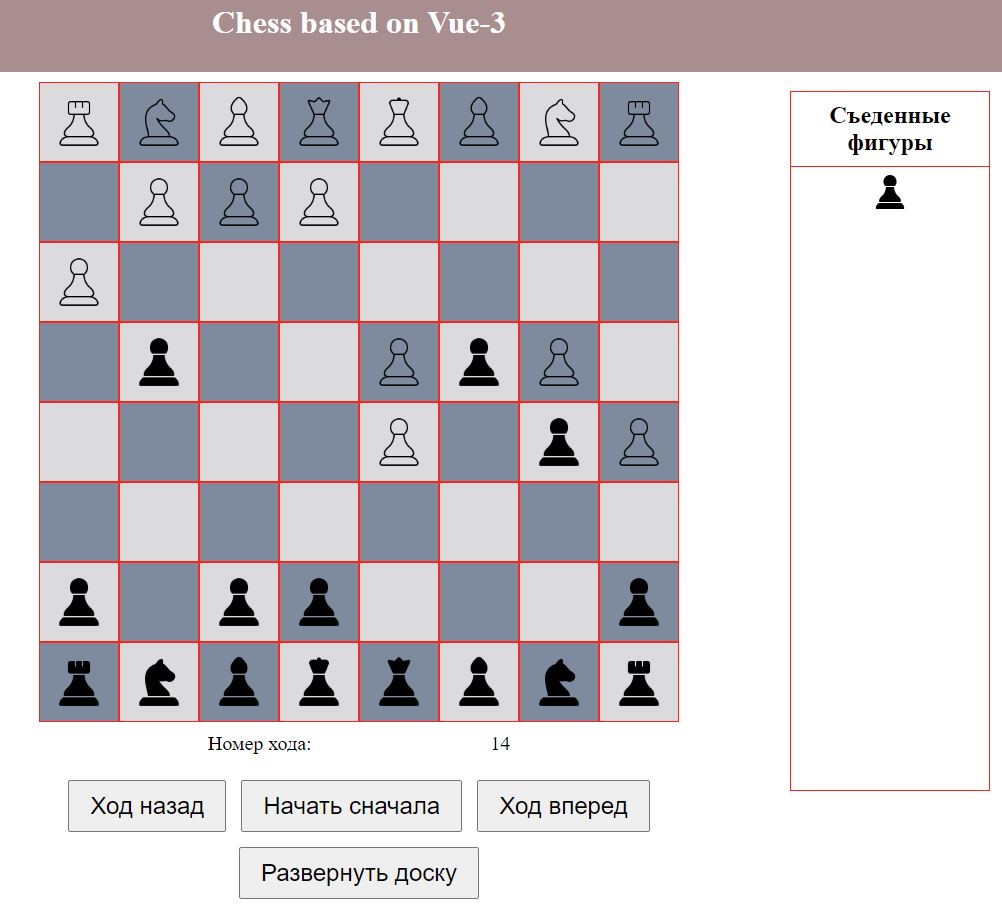 Chess based on Vue-3
Съеденные
фигуры
Номер хода: 14
Ход назад
Начать сначала
Ход вперед
Развернуть доску